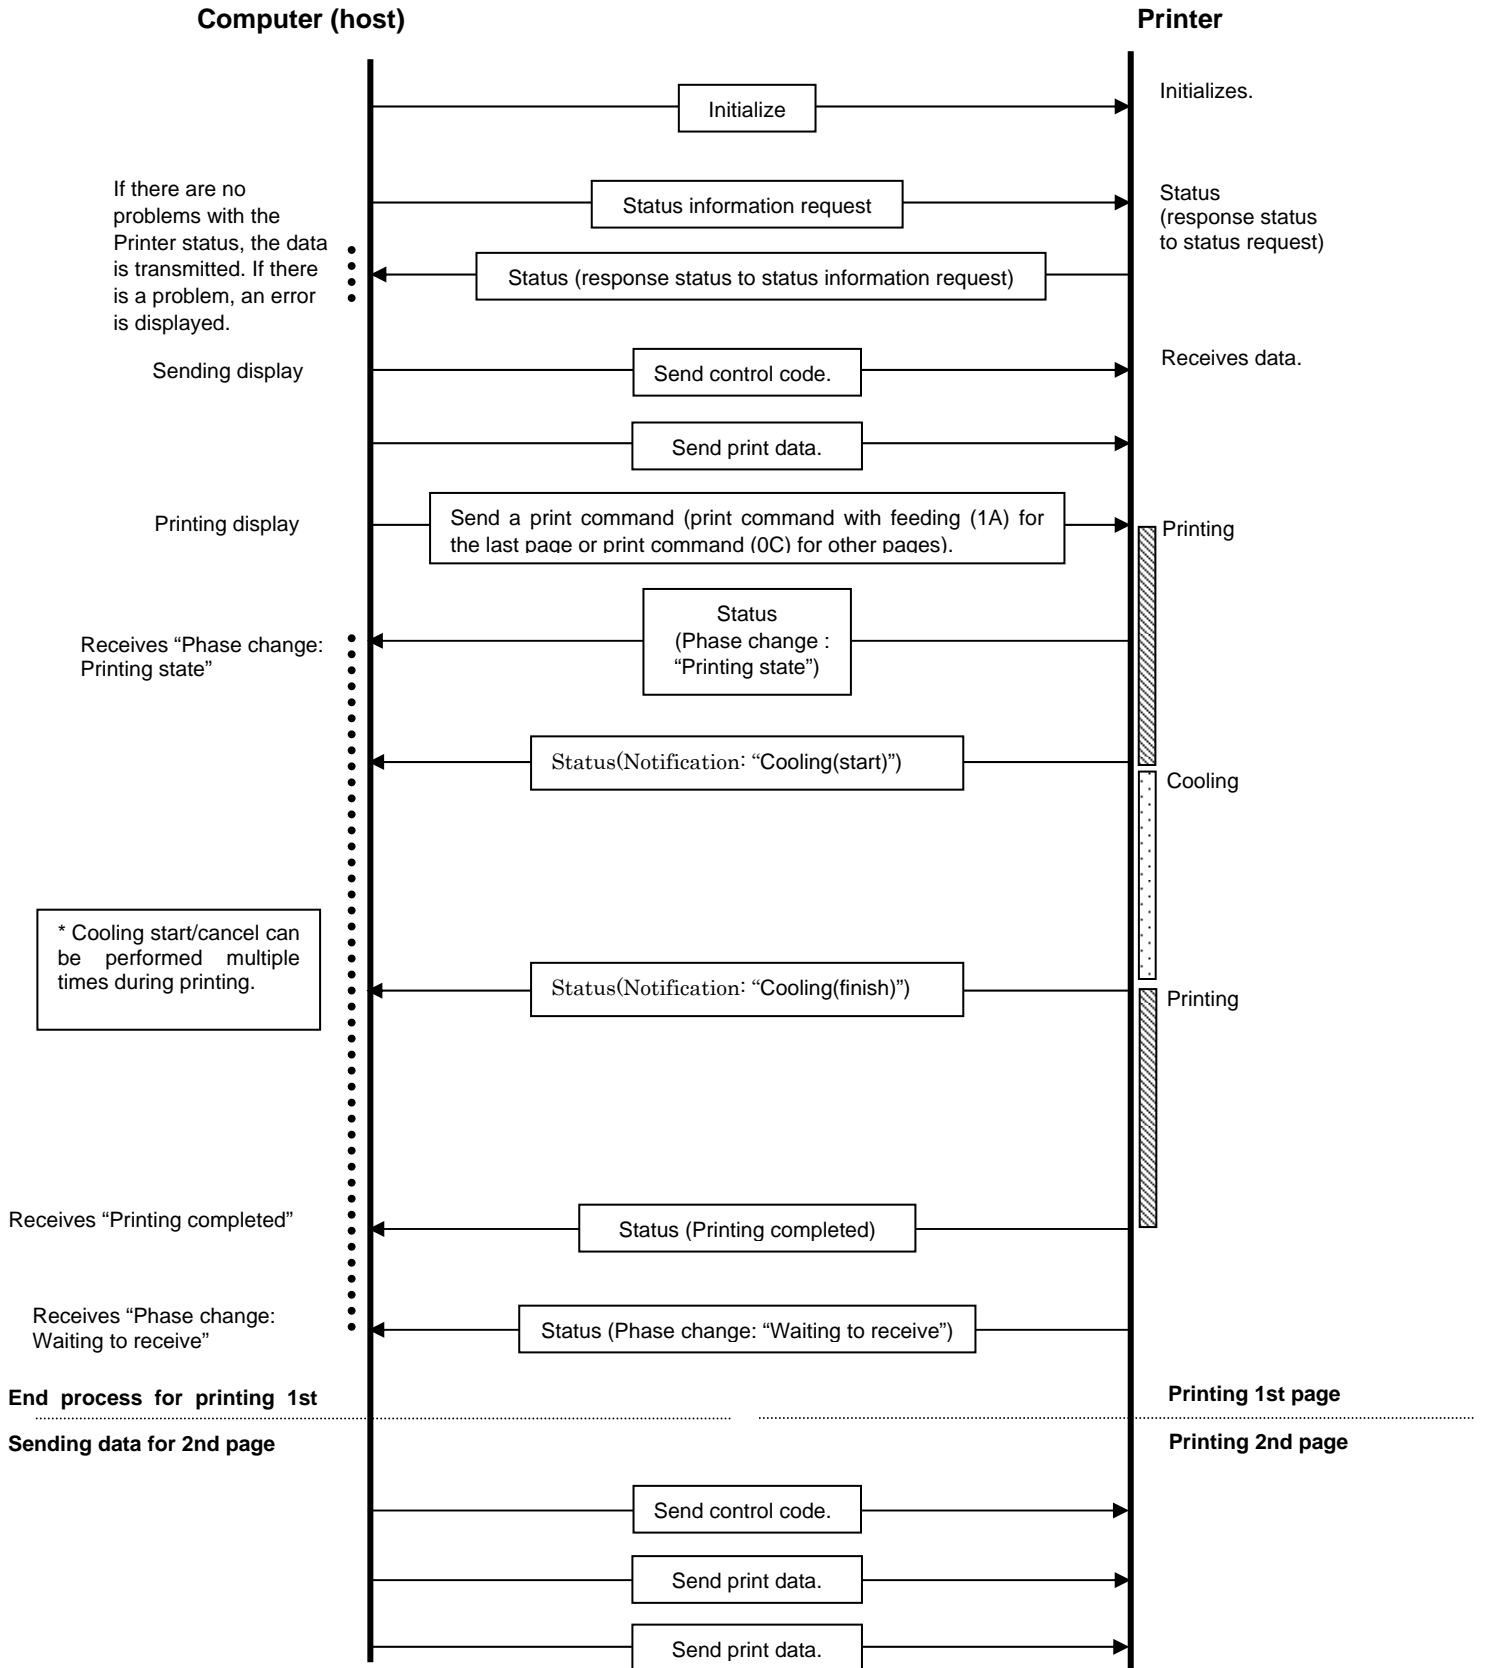 Computer (host)
Printer
Initialize
Initializes.
If there are no
problems with the
Printer status, the data
is transmitted. If there
is a problem, an error
is displayed.
Status information request
Status
(response status
to status request)
Status (response status to status information request)
Sending display
Send control code.
Receives data.
Send print data.
Printing display
Send a print command (print command with feeding (1A) for
the last page or print command (0C) for other pages).
Printing
Status
(Phase change :
“Printing state”)
Receives “Phase change:
Printing state”
Status(Notification: “Cooling(start)”)
Cooling
* Cooling start/cancel can
be performed multiple
times during printing.
Status(Notification: “Cooling(finish)”)
Printing
Receives “Printing completed”
Status (Printing completed)
Receives “Phase change:
Waiting to receive”
Status (Phase change: “Waiting to receive”)
End process for printing 1st
Printing 1st page
Sending data for 2nd page
Printing 2nd page
Send control code.
Send print data.
Send print data.